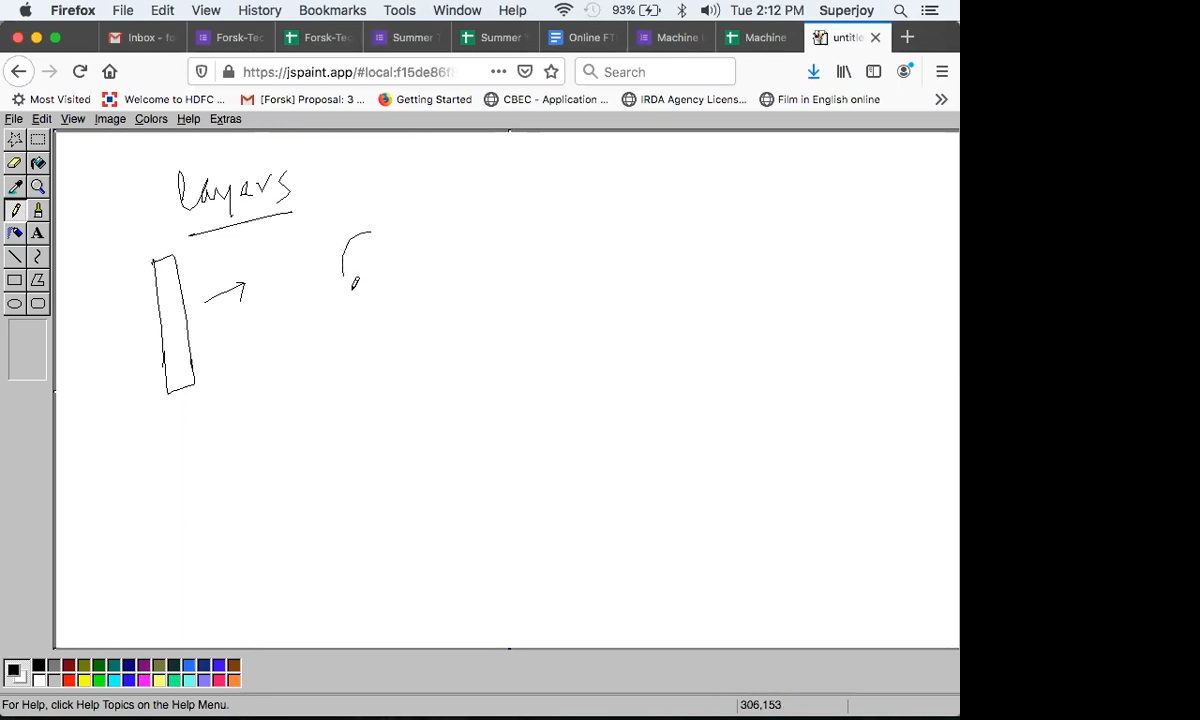 Firefox File Edit View History Bookmarks Tools Window Help 93% Tue 2:12 PM Superjoy
Inbox - fo Forsk-Tec Forsk-Tec Summer T Summer Online FT Machine Machine untitle
https://jspaint.app/#local:f15de86f8 Search
Most Visited Welcome to HDFC ... [Forsk] Proposal: 3 ... Getting Started CBEC - Application ... IRDA Agency Licens... Film in English online
File Edit View Image Colors Help Extras
layers
For Help, click Help Topics on the Help Menu. 306,153